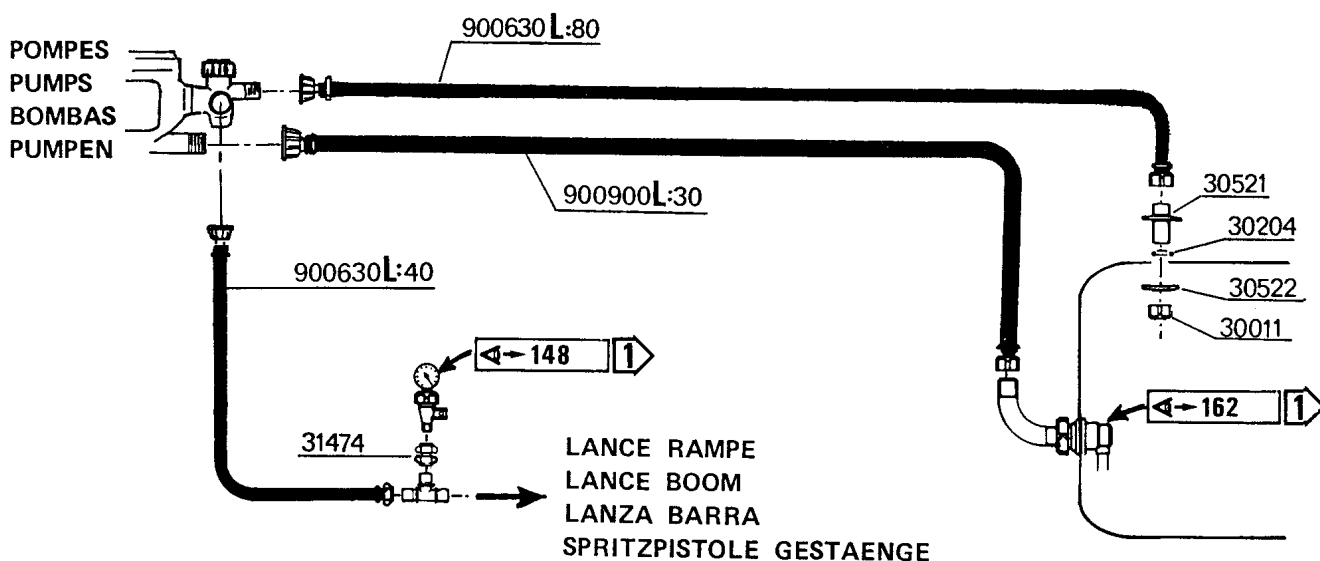 900630 L:80
POMPES
PUMPS
BOMBAS
PUMPEN
900900 L:30
30521
30204
30522
30011
900630 L:40
148 1
162 1
31474
LANCE RAMPE
LANCE BOOM
LANZA BARRA
SPRITZPISTOLE GESTAENGE